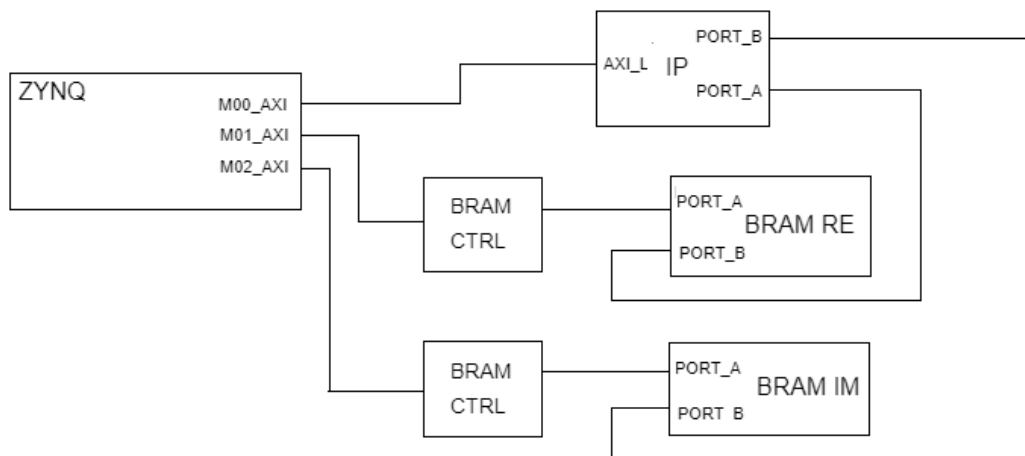 ZYNQ
M00_AXI
M01_AXI
M02_AXI
PORT_B
AXI_L
IP
PORT_A
BRAM
CTRL
PORT_A
BRAM RE
PORT_B
BRAM
CTRL
PORT_A
BRAM IM
PORT_B